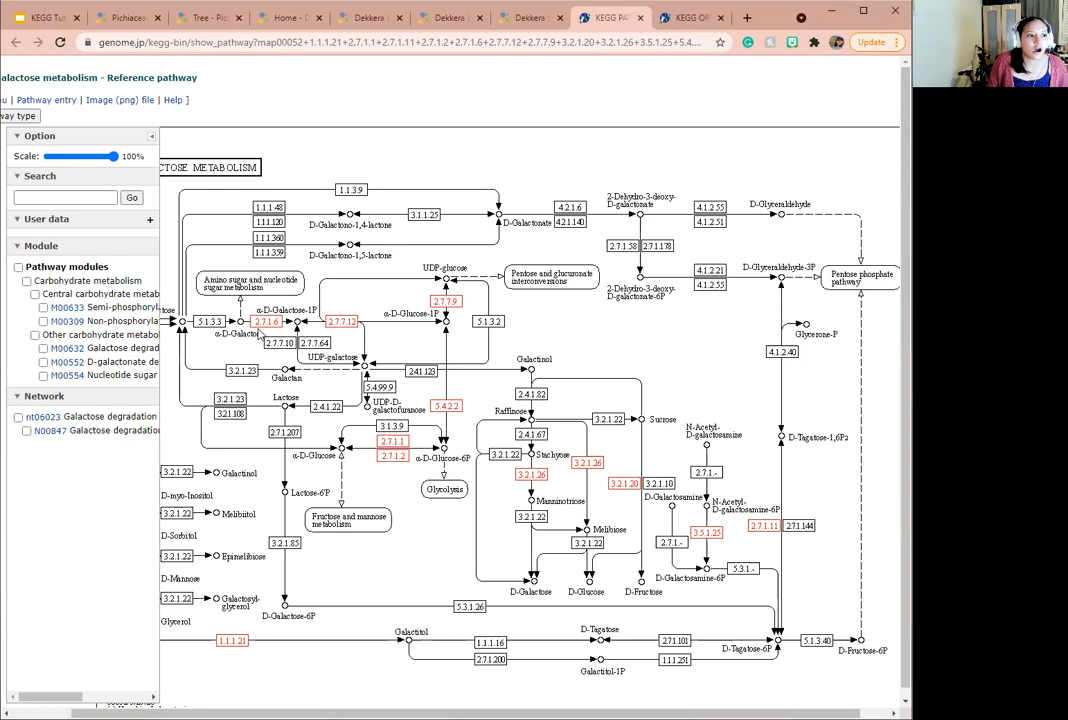 KEGG Tu
Pichiacea
Tree - Pic
Home - D
Dekkera l
Dekkera l
Dekkera l
KEGG PA
KEGG OR
genome.jp/kegg-bin/show_pathway?map00052+1.1.1.21+2.7.1.1+2.7.1.11+2.7.1.2+2.7.1.6+2.7.7.12+2.7.7.9+3.2.1.20+3.2.1.26+3.5.1.25+5.4....
Update
alactose metabolism - Reference pathway
nu | Pathway entry | Image (png) file | Help ]
way type
Option
Scale: 100%
Search
Go
User data
Module
Pathway modules
Carbohydrate metabolism
Central carbohydrate metab
M00633 Semi-phosphoryl
M00309 Non-phosphoryla
Other carbohydrate metabo
M00632 Galactose degrad
M00552 D-galactonate de
M00554 Nucleotide sugar
Network
nt06023 Galactose degradation
N00847 Galactose degradation
CTOSE METABOLISM
1.1.3.9
1.1.1.48
1.1.1.120
D-Galactono-1,4-lactone
3.1.1.25
D-Galactonate
4.2.1.6
4.2.1.140
2-Dehydro-3-deoxy-
D-galactonate
4.1.2.55
4.1.2.51
D-Glyceraldehyde
1.1.1.360
1.1.1.359
D-Galactono-1,5-lactone
2.7.1.58
2.7.1.178
Amino sugar and nucleotide
sugar metabolism
UDP-glucose
Pentose and glucuronate
interconversions
2-Dehydro-3-deoxy-
D-galactonate-6P
4.1.2.21
4.1.2.55
D-Glyceraldehyde-3P
Pentose phosphate
pathway
2.7.7.9
tose
5.1.3.3
α-D-Galacto
2.7.1.6
α-D-Galactose-1P
2.7.7.12
α-D-Glucose-1P
5.1.3.2
Glycerone-P
2.7.7.10
2.7.7.64
4.1.2.40
UDP-galactose
Galactinol
3.2.1.23
Galactan
2.4.1.123
5.4.99.9
UDP-D-
galactofuranose
2.4.1.82
3.2.1.23
3.2.1.108
Lactose
2.4.1.22
5.4.2.2
Raffinose
3.2.1.22
Sucrose
2.7.1.207
3.1.3.9
2.4.1.67
N-Acetyl-
D-galactosamine
D-Tagatose-1,6P2
α-D-Glucose
2.7.1.1
2.7.1.2
α-D-Glucose-6P
3.2.1.22
Stachyose
3.2.1.26
3.2.1.26
2.7.1.-
3.2.1.22
Galactinol
Glycolysis
3.2.1.20
3.2.1.10
D-Galactosamine
N-Acetyl-
D-galactosamine-6P
D-myo-Inositol
Lactose-6'P
Manninotriose
3.2.1.22
Melibiitol
Fructose and mannose
metabolism
3.2.1.22
Melibiose
3.5.1.25
2.7.1.11
2.7.1.144
D-Sorbitol
3.2.1.85
3.2.1.22
2.7.1.-
3.2.1.22
Epimelibiose
5.3.1.-
D-Mannose
D-Galactose
D-Glucose
D-Fructose
D-Galactosamine-6P
3.2.1.22
Galactosyl-
glycerol
Glycerol
D-Galactose-6P
5.3.1.26
1.1.1.21
Galactitol
1.1.1.16
D-Tagatose
2.7.1.101
D-Tagatose-6P
5.1.3.40
D-Fructose-6P
2.7.1.200
Galactitol-1P
1.1.1.251